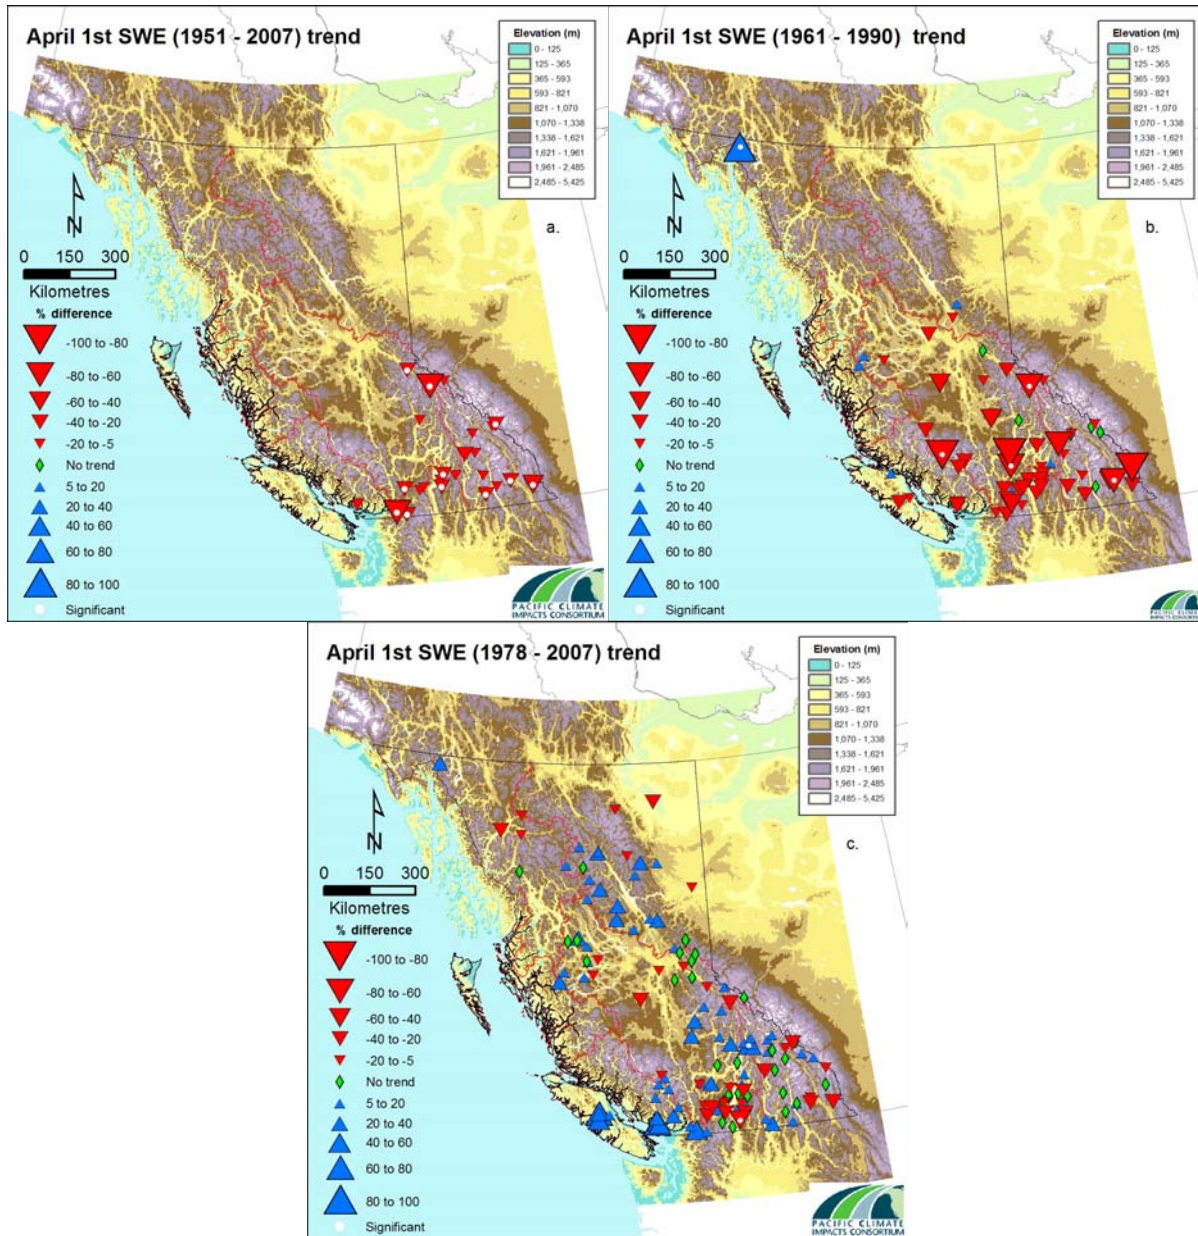 April 1st SWE (1951 - 2007) trend
Elevation (m)
0 - 125
125 - 365
365 - 593
593 - 821
821 - 1,070
1,070 - 1,338
1,338 - 1,621
1,621 - 1,961
1,961 - 2,485
2,485 - 5,425
a.
N
0 150 300
Kilometres
% difference
-100 to -80
-80 to -60
-60 to -40
-40 to -20
-20 to -5
No trend
5 to 20
20 to 40
40 to 60
60 to 80
80 to 100
Significant
PACIFIC CLIMATE
IMPACTS CONSORTIUM
April 1st SWE (1961 - 1990) trend
Elevation (m)
0 - 125
125 - 365
365 - 593
593 - 821
821 - 1,070
1,070 - 1,338
1,338 - 1,621
1,621 - 1,961
1,961 - 2,485
2,485 - 5,425
b.
N
0 150 300
Kilometres
% difference
-100 to -80
-80 to -60
-60 to -40
-40 to -20
-20 to -5
No trend
5 to 20
20 to 40
40 to 60
60 to 80
80 to 100
Significant
PACIFIC CLIMATE
IMPACTS CONSORTIUM
April 1st SWE (1978 - 2007) trend
Elevation (m)
0 - 125
125 - 365
365 - 593
593 - 821
821 - 1,070
1,070 - 1,338
1,338 - 1,621
1,621 - 1,961
1,961 - 2,485
2,485 - 5,425
c.
N
0 150 300
Kilometres
% difference
-100 to -80
-80 to -60
-60 to -40
-40 to -20
-20 to -5
No trend
5 to 20
20 to 40
40 to 60
60 to 80
80 to 100
Significant
PACIFIC CLIMATE
IMPACTS CONSORTIUM